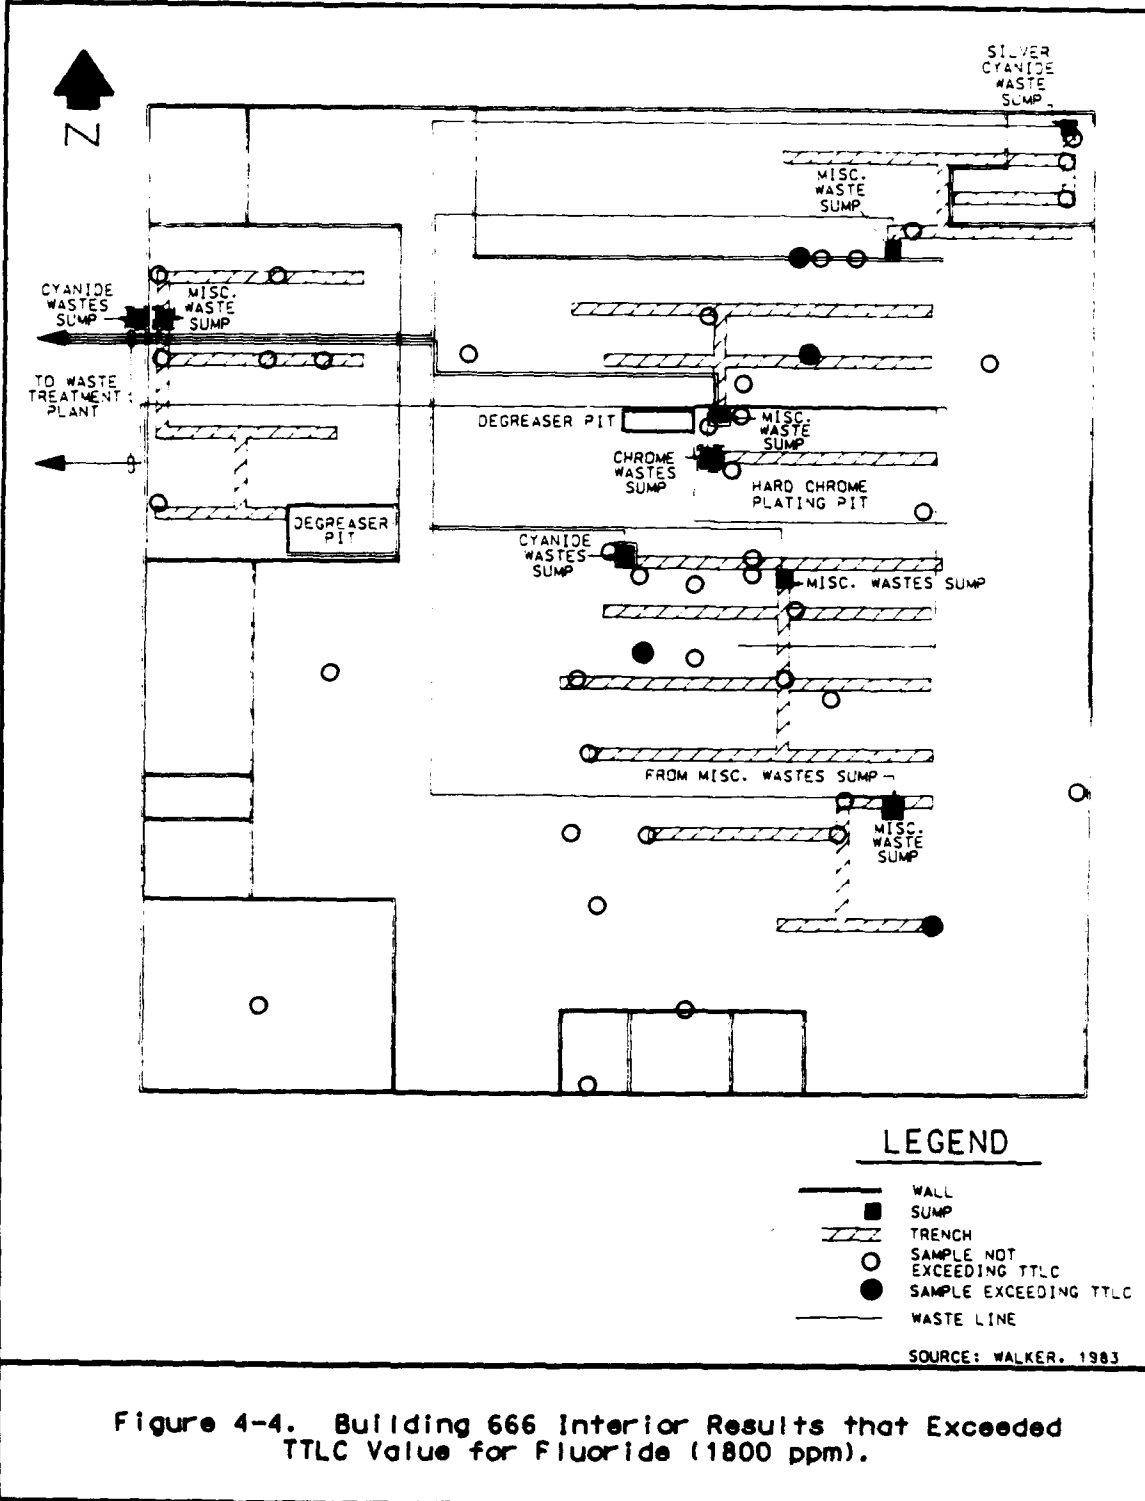 SILVER
CYANIDE
WASTE
SUMP
N
MISC.
WASTE
SUMP
CYANIDE
WASTES
SUMP
MISC.
WASTE
SUMP
TO WASTE
TREATMENT
PLANT
DEGREASER PIT
MISC.
WASTE
SUMP
CHROME
WASTES
SUMP
HARD CHROME
PLATING PIT
DEGREASER
PIT
CYANIDE
WASTES
SUMP
MISC. WASTES SUMP
FROM MISC. WASTES SUMP
MISC.
WASTE
SUMP
LEGEND
WALL
SUMP
TRENCH
SAMPLE NOT
EXCEEDING TTLC
SAMPLE EXCEEDING TTLC
WASTE LINE
SOURCE: WALKER. 1983
Figure 4-4. Building 666 Interior Results that Exceeded
TTLC Value for Fluoride (1800 ppm).